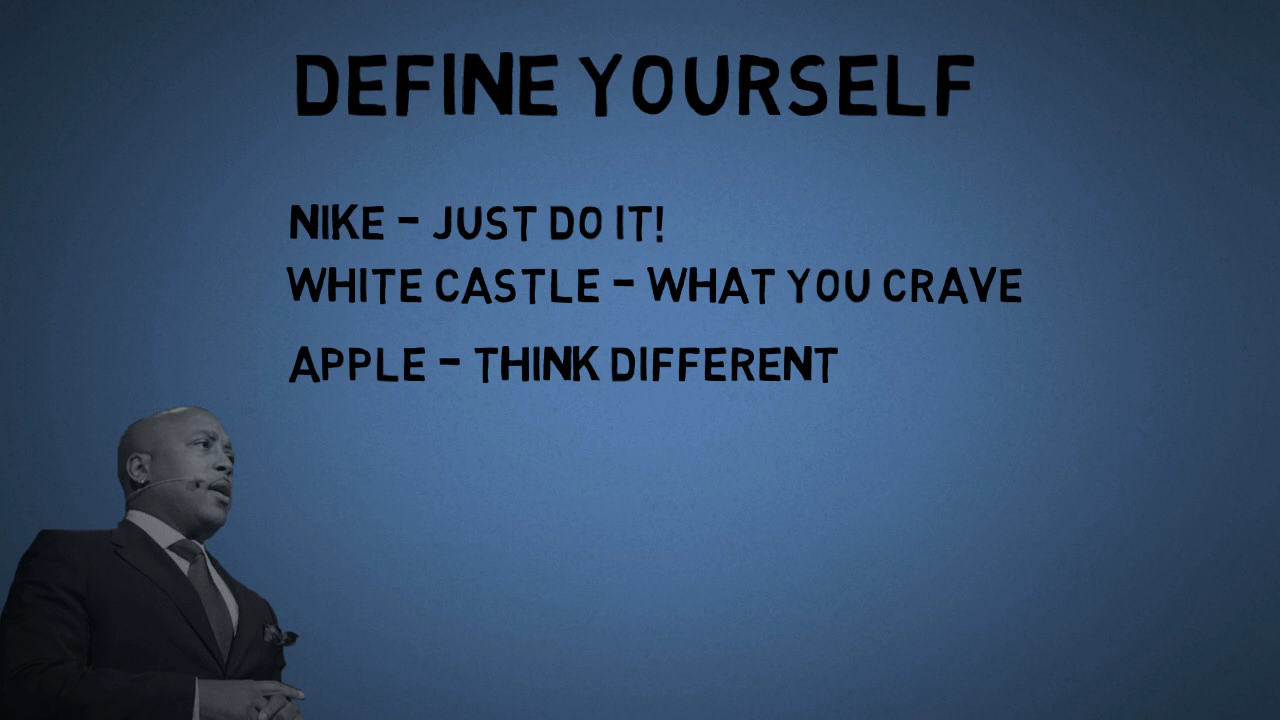 DEFINE YOURSELF
NIKE - JUST DO IT!
WHITE CASTLE - WHAT YOU CRAVE
APPLE - THINK DIFFERENT